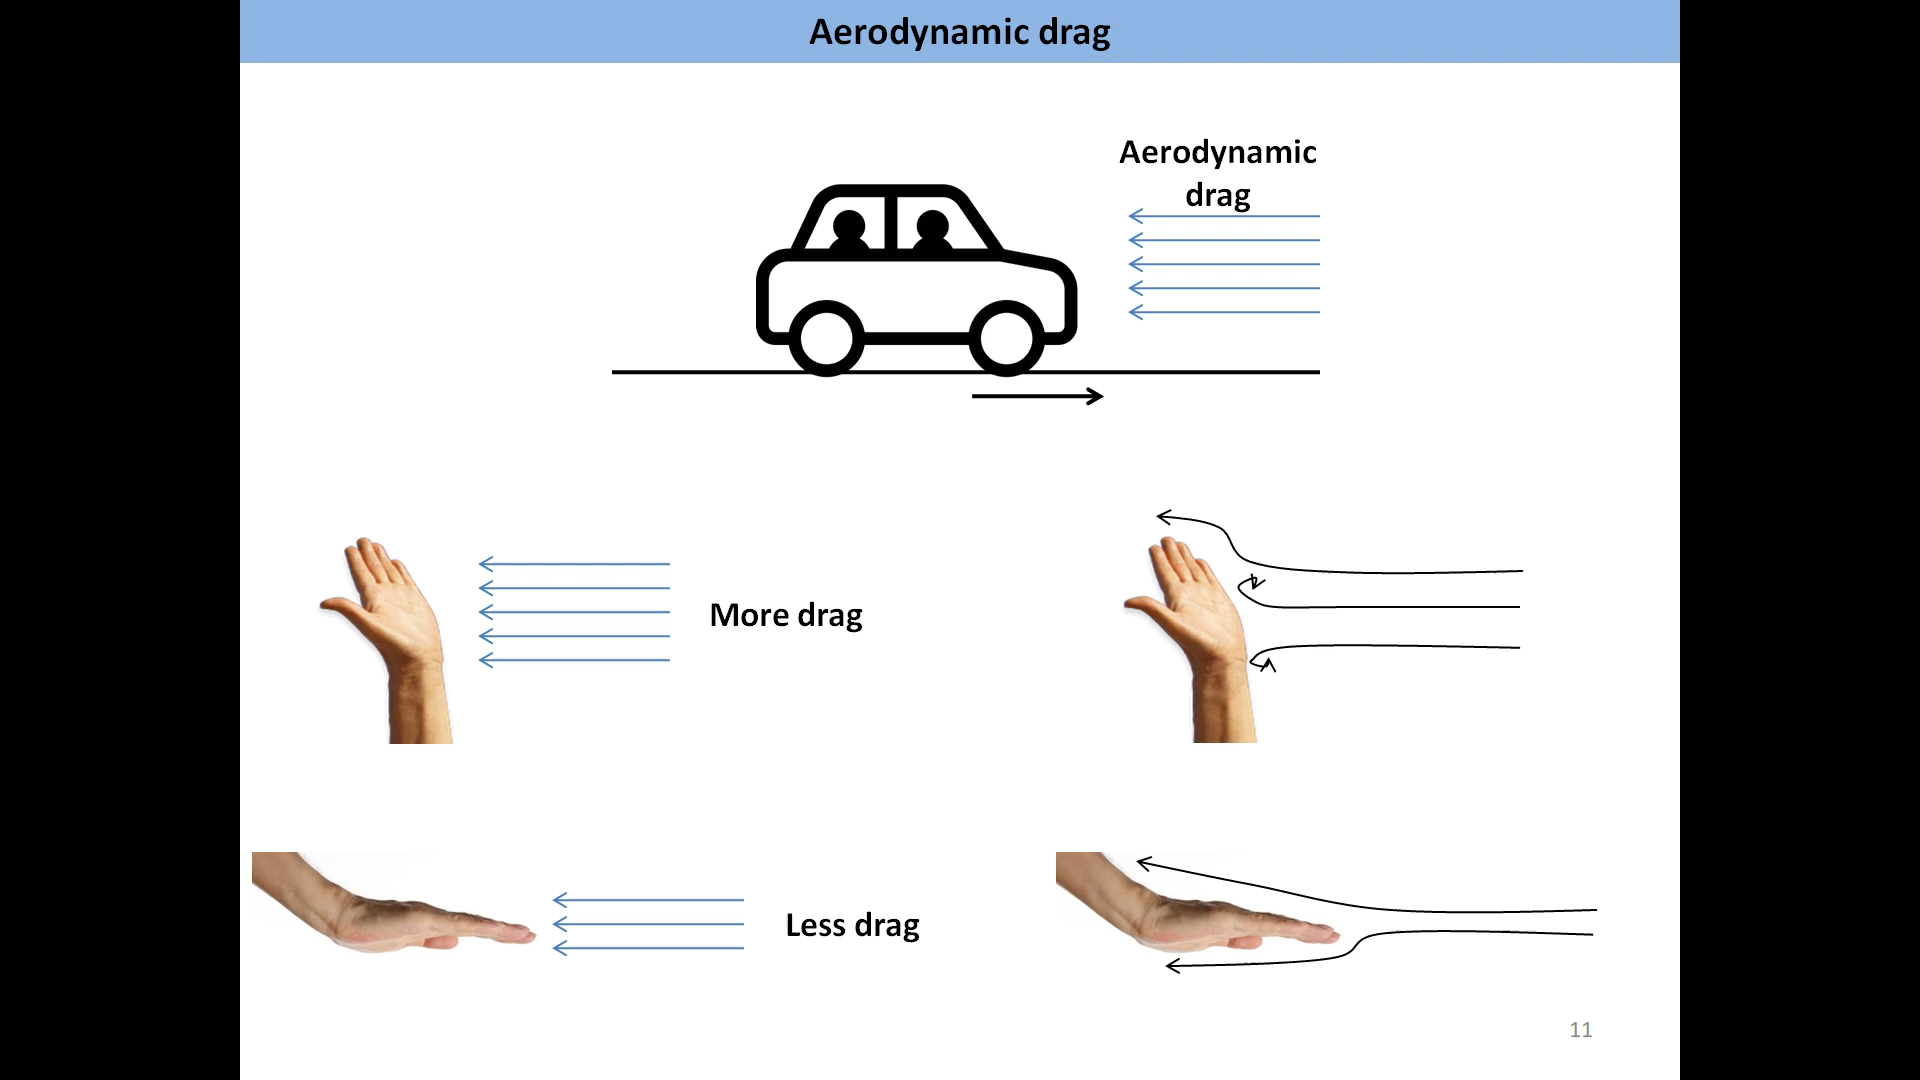 Aerodynamic drag
Aerodynamic
drag
More drag
Less drag
11